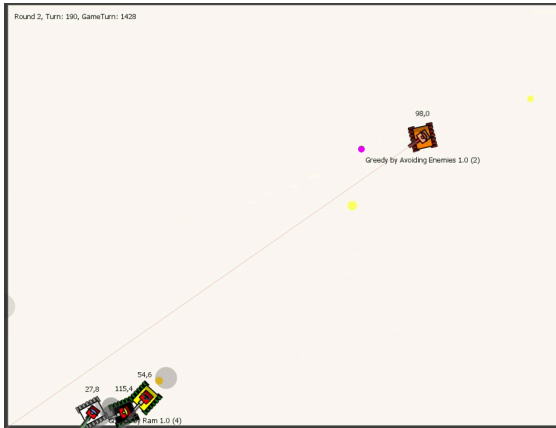 Round 2, Turn: 190, GameTurn: 1428
98,0
Greedy by Avoiding Enemies 1.0 (2)
54,6
27,8 115,4
by Ram 1.0 (4)